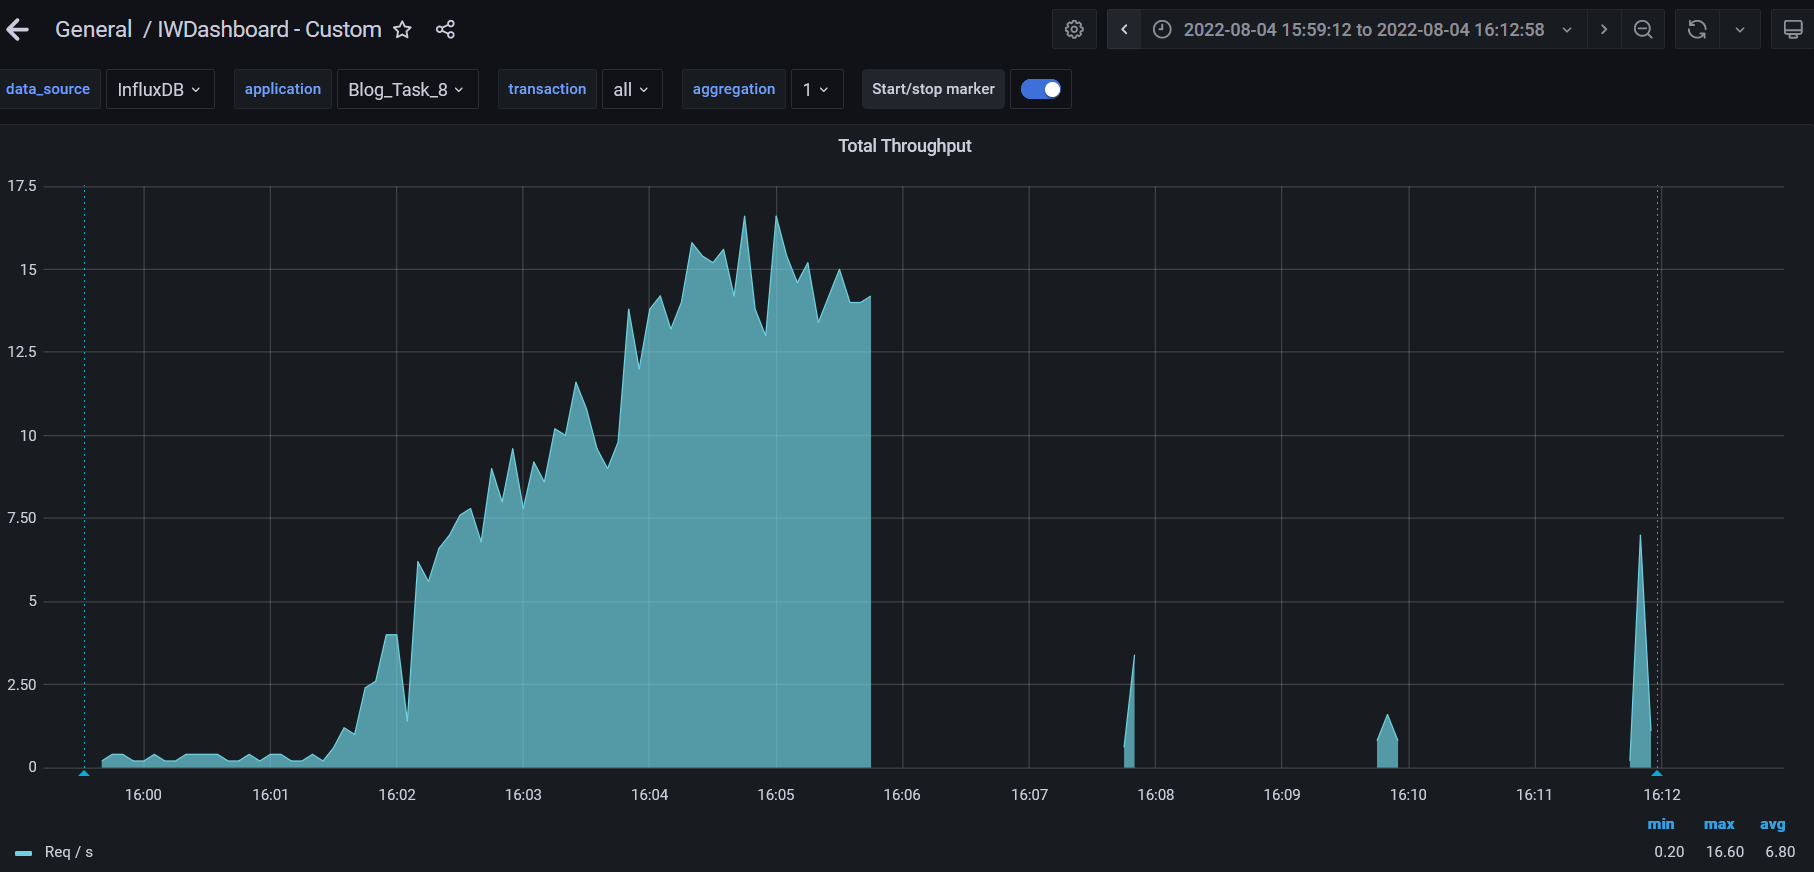 General / IWDashboard - Custom
2022-08-04 15:59:12 to 2022-08-04 16:12:58
data_source InfluxDB application Blog_Task_8 transaction all aggregation 1 Start/stop marker
Total Throughput
17.5
15
12.5
10
7.50
5
2.50
0
16:00 16:01 16:02 16:03 16:04 16:05 16:06 16:07 16:08 16:09 16:10 16:11 16:12
min max avg
Req / s 0.20 16.60 6.80